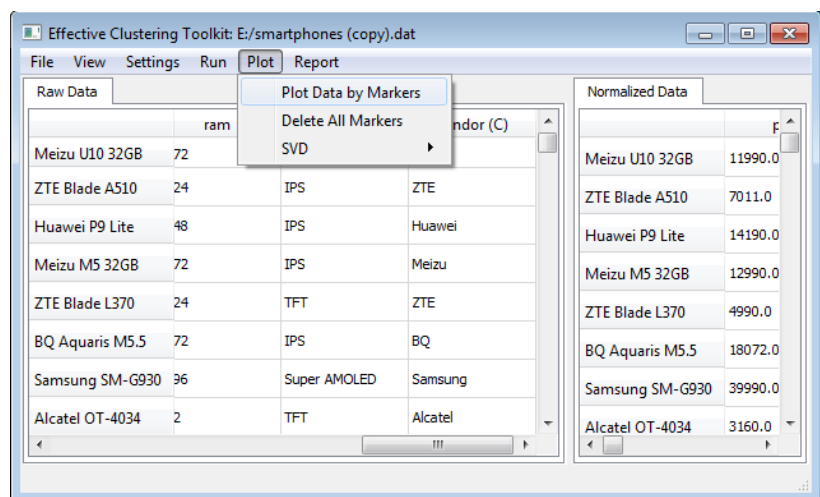 Effective Clustering Toolkit: E:/smartphones (copy).dat
File View Settings Run Plot Report
Raw Data
Plot Data by Markers
Delete All Markers
SVD
Normalized Data
ram ndor (C)
Meizu U10 32GB 72
ZTE Blade A510 24 IPS ZTE
Huawei P9 Lite 48 IPS Huawei
Meizu M5 32GB 72 IPS Meizu
ZTE Blade L370 24 TFT ZTE
BQ Aquaris M5.5 72 IPS BQ
Samsung SM-G930 96 Super AMOLED Samsung
Alcatel OT-4034 2 TFT Alcatel
p
Meizu U10 32GB 11990.0
ZTE Blade A510 7011.0
Huawei P9 Lite 14190.0
Meizu M5 32GB 12990.0
ZTE Blade L370 4990.0
BQ Aquaris M5.5 18072.0
Samsung SM-G930 39990.0
Alcatel OT-4034 3160.0